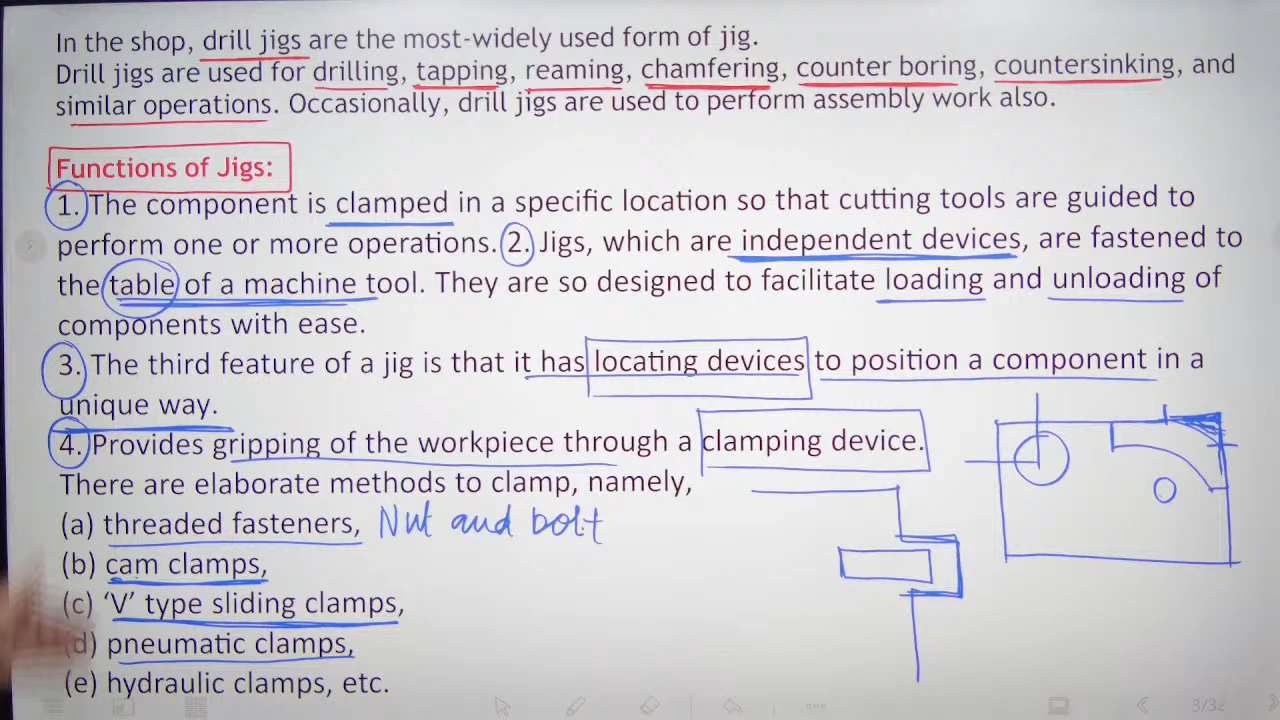 In the shop, drill jigs are the most-widely used form of jig.
Drill jigs are used for drilling, tapping, reaming, chamfering, counter boring, countersinking, and
similar operations. Occasionally, drill jigs are used to perform assembly work also.
Functions of Jigs:
1. The component is clamped in a specific location so that cutting tools are guided to
perform one or more operations. 2. Jigs, which are independent devices, are fastened to
the table of a machine tool. They are so designed to facilitate loading and unloading of
components with ease.
3. The third feature of a jig is that it has locating devices to position a component in a
unique way.
4. Provides gripping of the workpiece through a clamping device.
There are elaborate methods to clamp, namely,
(a) threaded fasteners, Nut and bolt
(b) cam clamps,
(c) ‘V’ type sliding clamps,
(d) pneumatic clamps,
(e) hydraulic clamps, etc.
3/32